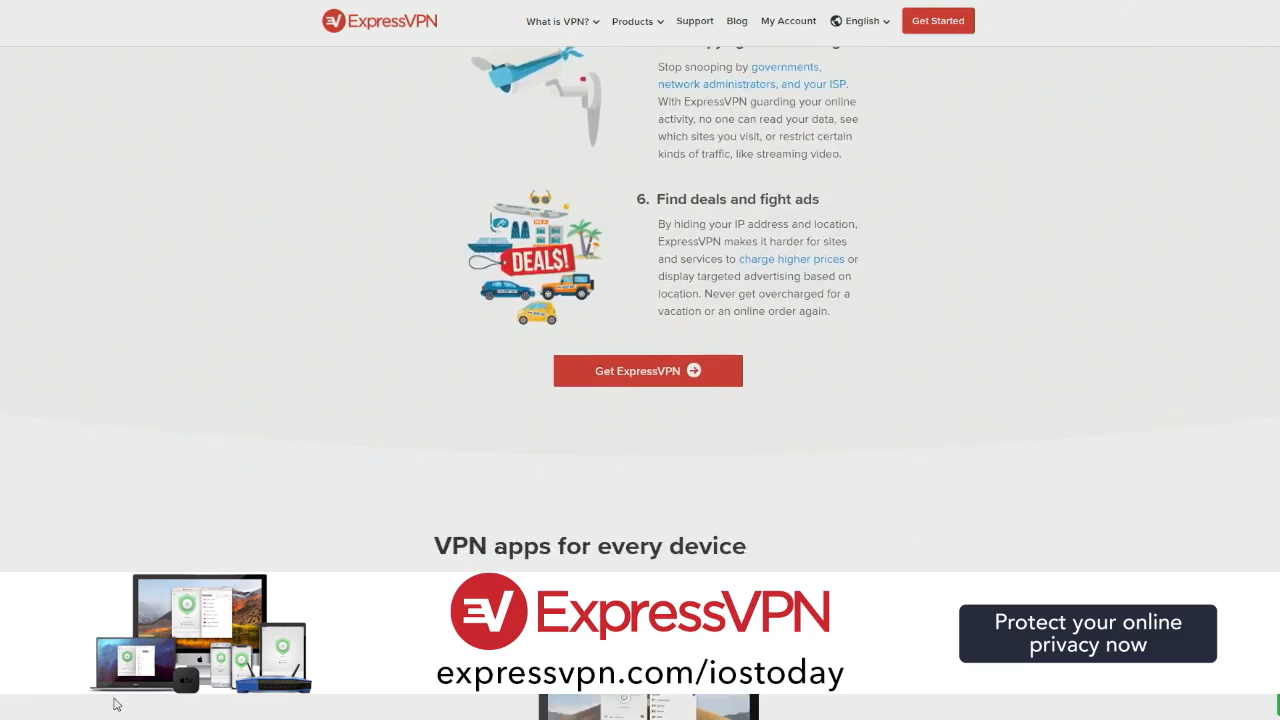 ExpressVPN
What is VPN? Products Support Blog My Account English Get Started
Stop snooping by governments,
network administrators, and your ISP.
With ExpressVPN guarding your online
activity, no one can read your data, see
which sites you visit, or restrict certain
kinds of traffic, like streaming video.
DEALS!
6. Find deals and fight ads
By hiding your IP address and location,
ExpressVPN makes it harder for sites
and services to charge higher prices or
display targeted advertising based on
location. Never get overcharged for a
vacation or an online order again.
Get ExpressVPN
VPN apps for every device
ExpressVPN
expressvpn.com/iostoday
Protect your online
privacy now